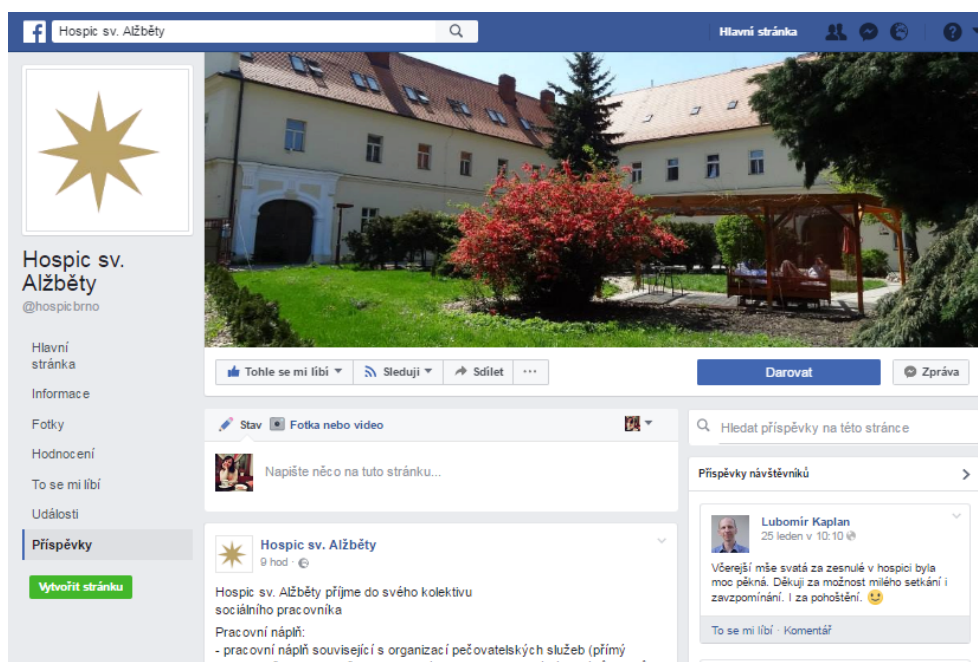 Hospic sv. Alžběty
Hlavní stránka
Hospic sv.
Alžběty
@hospicbrno
Hlavní
stránka
Informace
Fotky
Hodnocení
To se mi líbí
Události
Příspěvky
Vytvořit stránku
Tohle se mi líbí
Sleduji
Sdílet
Darovat
Zpráva
Stav
Fotka nebo video
Napište něco na tuto stránku...
Hospic sv. Alžběty
9 hod ·
Hospic sv. Alžběty příjme do svého kolektivu
sociálního pracovníka
Pracovní náplň:
- pracovní náplň související s organizací pečovatelských služeb (přímý
Hledat příspěvky na této stránce
Příspěvky návštěvníků
Lubomír Kaplan
25 leden v 10:10
Včerejší mše svatá za zesnulé v hospici byla
moc pěkná. Děkuji za možnost milého setkání i
zavzpomínání. I za pohoštění.
To se mi líbí · Komentář